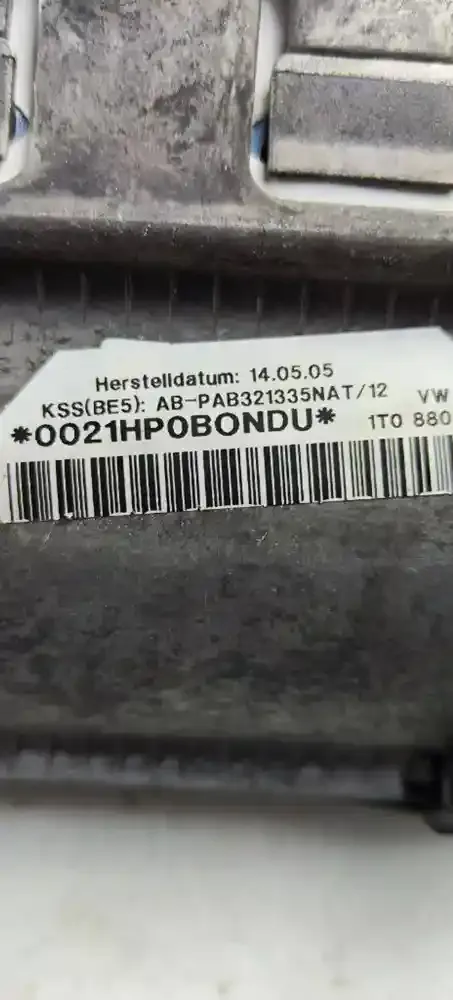 Herstelldatum: 14.05.05
KSS(BE5): AB-PAB321335NAT/12 VW
*0021HP0BONDU* 1T0 880